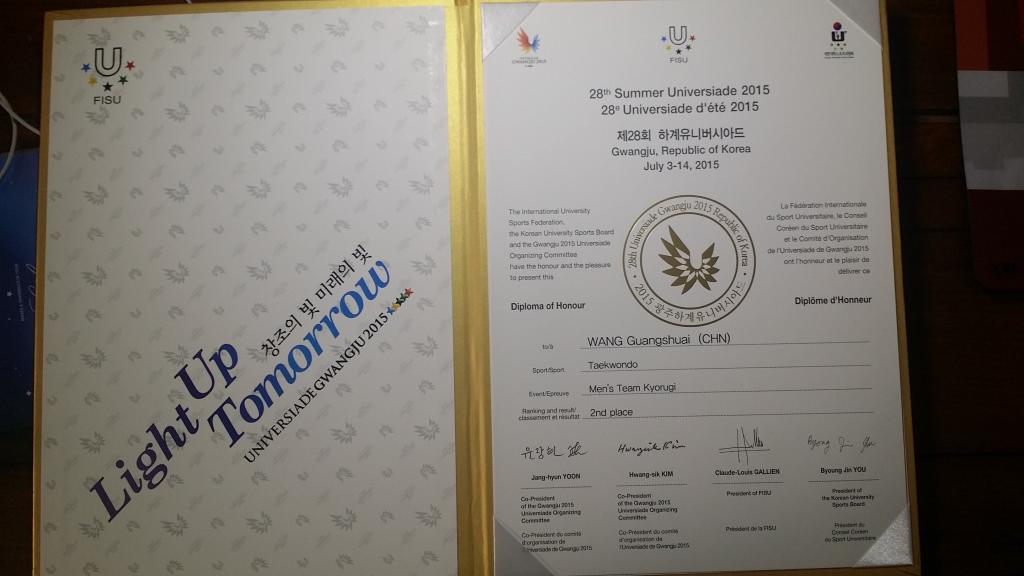 FISU
창조의 빛 미래의 빛
Light Up
Tomorrow
UNIVERSIADE GWANGJU 2015
FISU
28th Summer Universiade 2015
28e Universiade d'été 2015
제28회 하계유니버시아드
Gwangju, Republic of Korea
July 3-14, 2015
The International University
Sports Federation,
the Korean University Sports Board
and the Gwangju 2015 Universiade
Organizing Committee
have the honour and the pleasure
to present this
28th Universiade Gwangju 2015 Republic of Korea
2015 광주하계유니버시아드
La Fédération Internationale
du Sport Universitaire, le Conseil
Coréen du Sport Universitaire
et le Comité d'Organisation
de l'Universiade de Gwangju 2015
ont l'honneur et le plaisir de
délivrer ce
Diploma of Honour
Diplôme d'Honneur
to/à WANG Guangshuai (CHN)
Sport/Sport Taekwondo
Event/Epreuve Men's Team Kyorugi
Ranking and result/
classement et résultat 2nd place
Jang-hyun YOON
Co-President
of the Gwangju 2015
Universiade Organizing
Committee
Co-President du comité
d'organisation de
l'Universiade de Gwangju 2015
Hwang-sik KIM
Co-President
of the Gwangju 2015
Universiade Organizing
Committee
Co-President du comité
d'organisation de
l'Universiade de Gwangju 2015
Claude-Louis GALLIEN
President of FISU
Président de la FISU
Byoung Jin YOU
President of
the Korean University
Sports Board
Président du
Conseil Coréen
du Sport Universitaire